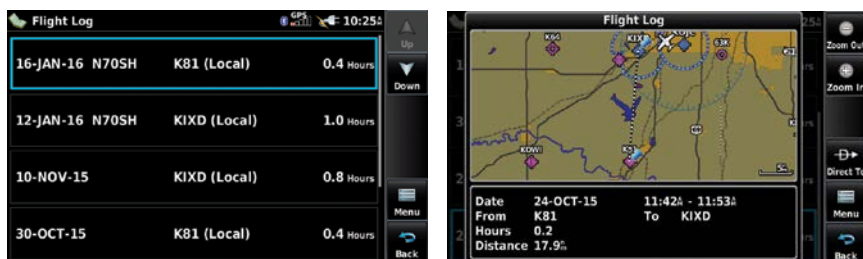 Flight Log
GPS
10:25
16-JAN-16 N70SH K81 (Local) 0.4 Hours
12-JAN-16 N70SH KIXD (Local) 1.0 Hours
10-NOV-15 KIXD (Local) 0.8 Hours
30-OCT-15 K81 (Local) 0.4 Hours
Up
Down
Menu
Back
Flight Log
K64
KIX
63K
K81
KOWI
Date 24-OCT-15 11:42 - 11:53
From K81 To KIXD
Hours 0.2
Distance 17.9
Zoom Out
Zoom In
Direct To
Menu
Back